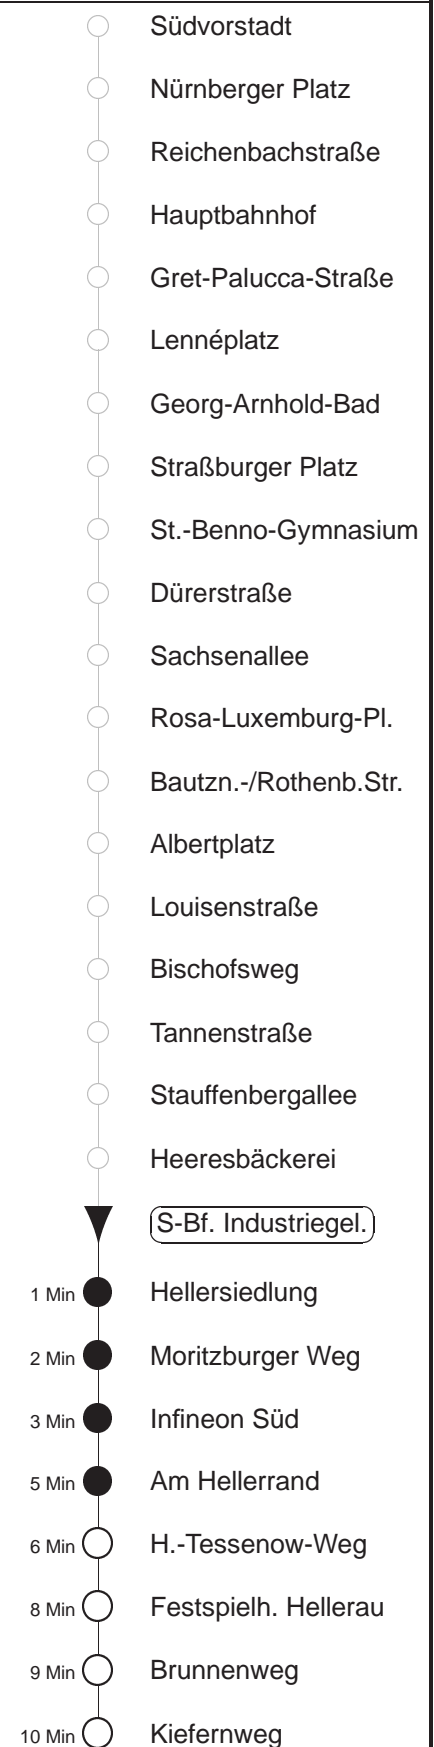 Südvorstadt
Nürnberger Platz
Reichenbachstraße
Hauptbahnhof
Gret-Palucca-Straße
Lennéplatz
Georg-Arnhold-Bad
Straßburger Platz
St.-Benno-Gymnasium
Dürerstraße
Sachsenallee
Rosa-Luxemburg-Pl.
Bautzn.-/Rothenb.Str.
Albertplatz
Louisenstraße
Bischofsweg
Tannenstraße
Stauffenbergallee
Heeresbäckerei
S-Bf. Industriegel.
1 Min Hellersiedlung
2 Min Moritzburger Weg
3 Min Infineon Süd
5 Min Am Hellerrand
6 Min H.-Tessenow-Weg
8 Min Festspielh. Hellerau
9 Min Brunnenweg
10 Min Kiefernweg